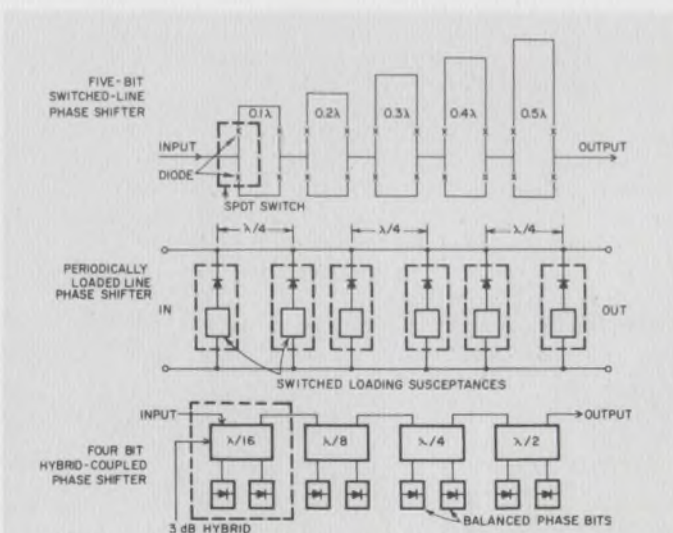 FIVE-BIT
SWITCHED-LINE
PHASE SHIFTER
0.1λ
0.2λ
0.3λ
0.4λ
0.5λ
INPUT
OUTPUT
DIODE
SPDT SWITCH
λ/4
λ/4
λ/4
PERIODICALLY
LOADED LINE
PHASE SHIFTER
IN
OUT
SWITCHED LOADING SUSCEPTANCES
INPUT
OUTPUT
λ/16
λ/8
λ/4
λ/2
FOUR BIT
HYBRID-COUPLED
PHASE SHIFTER
3 dB HYBRID
BALANCED PHASE BITS